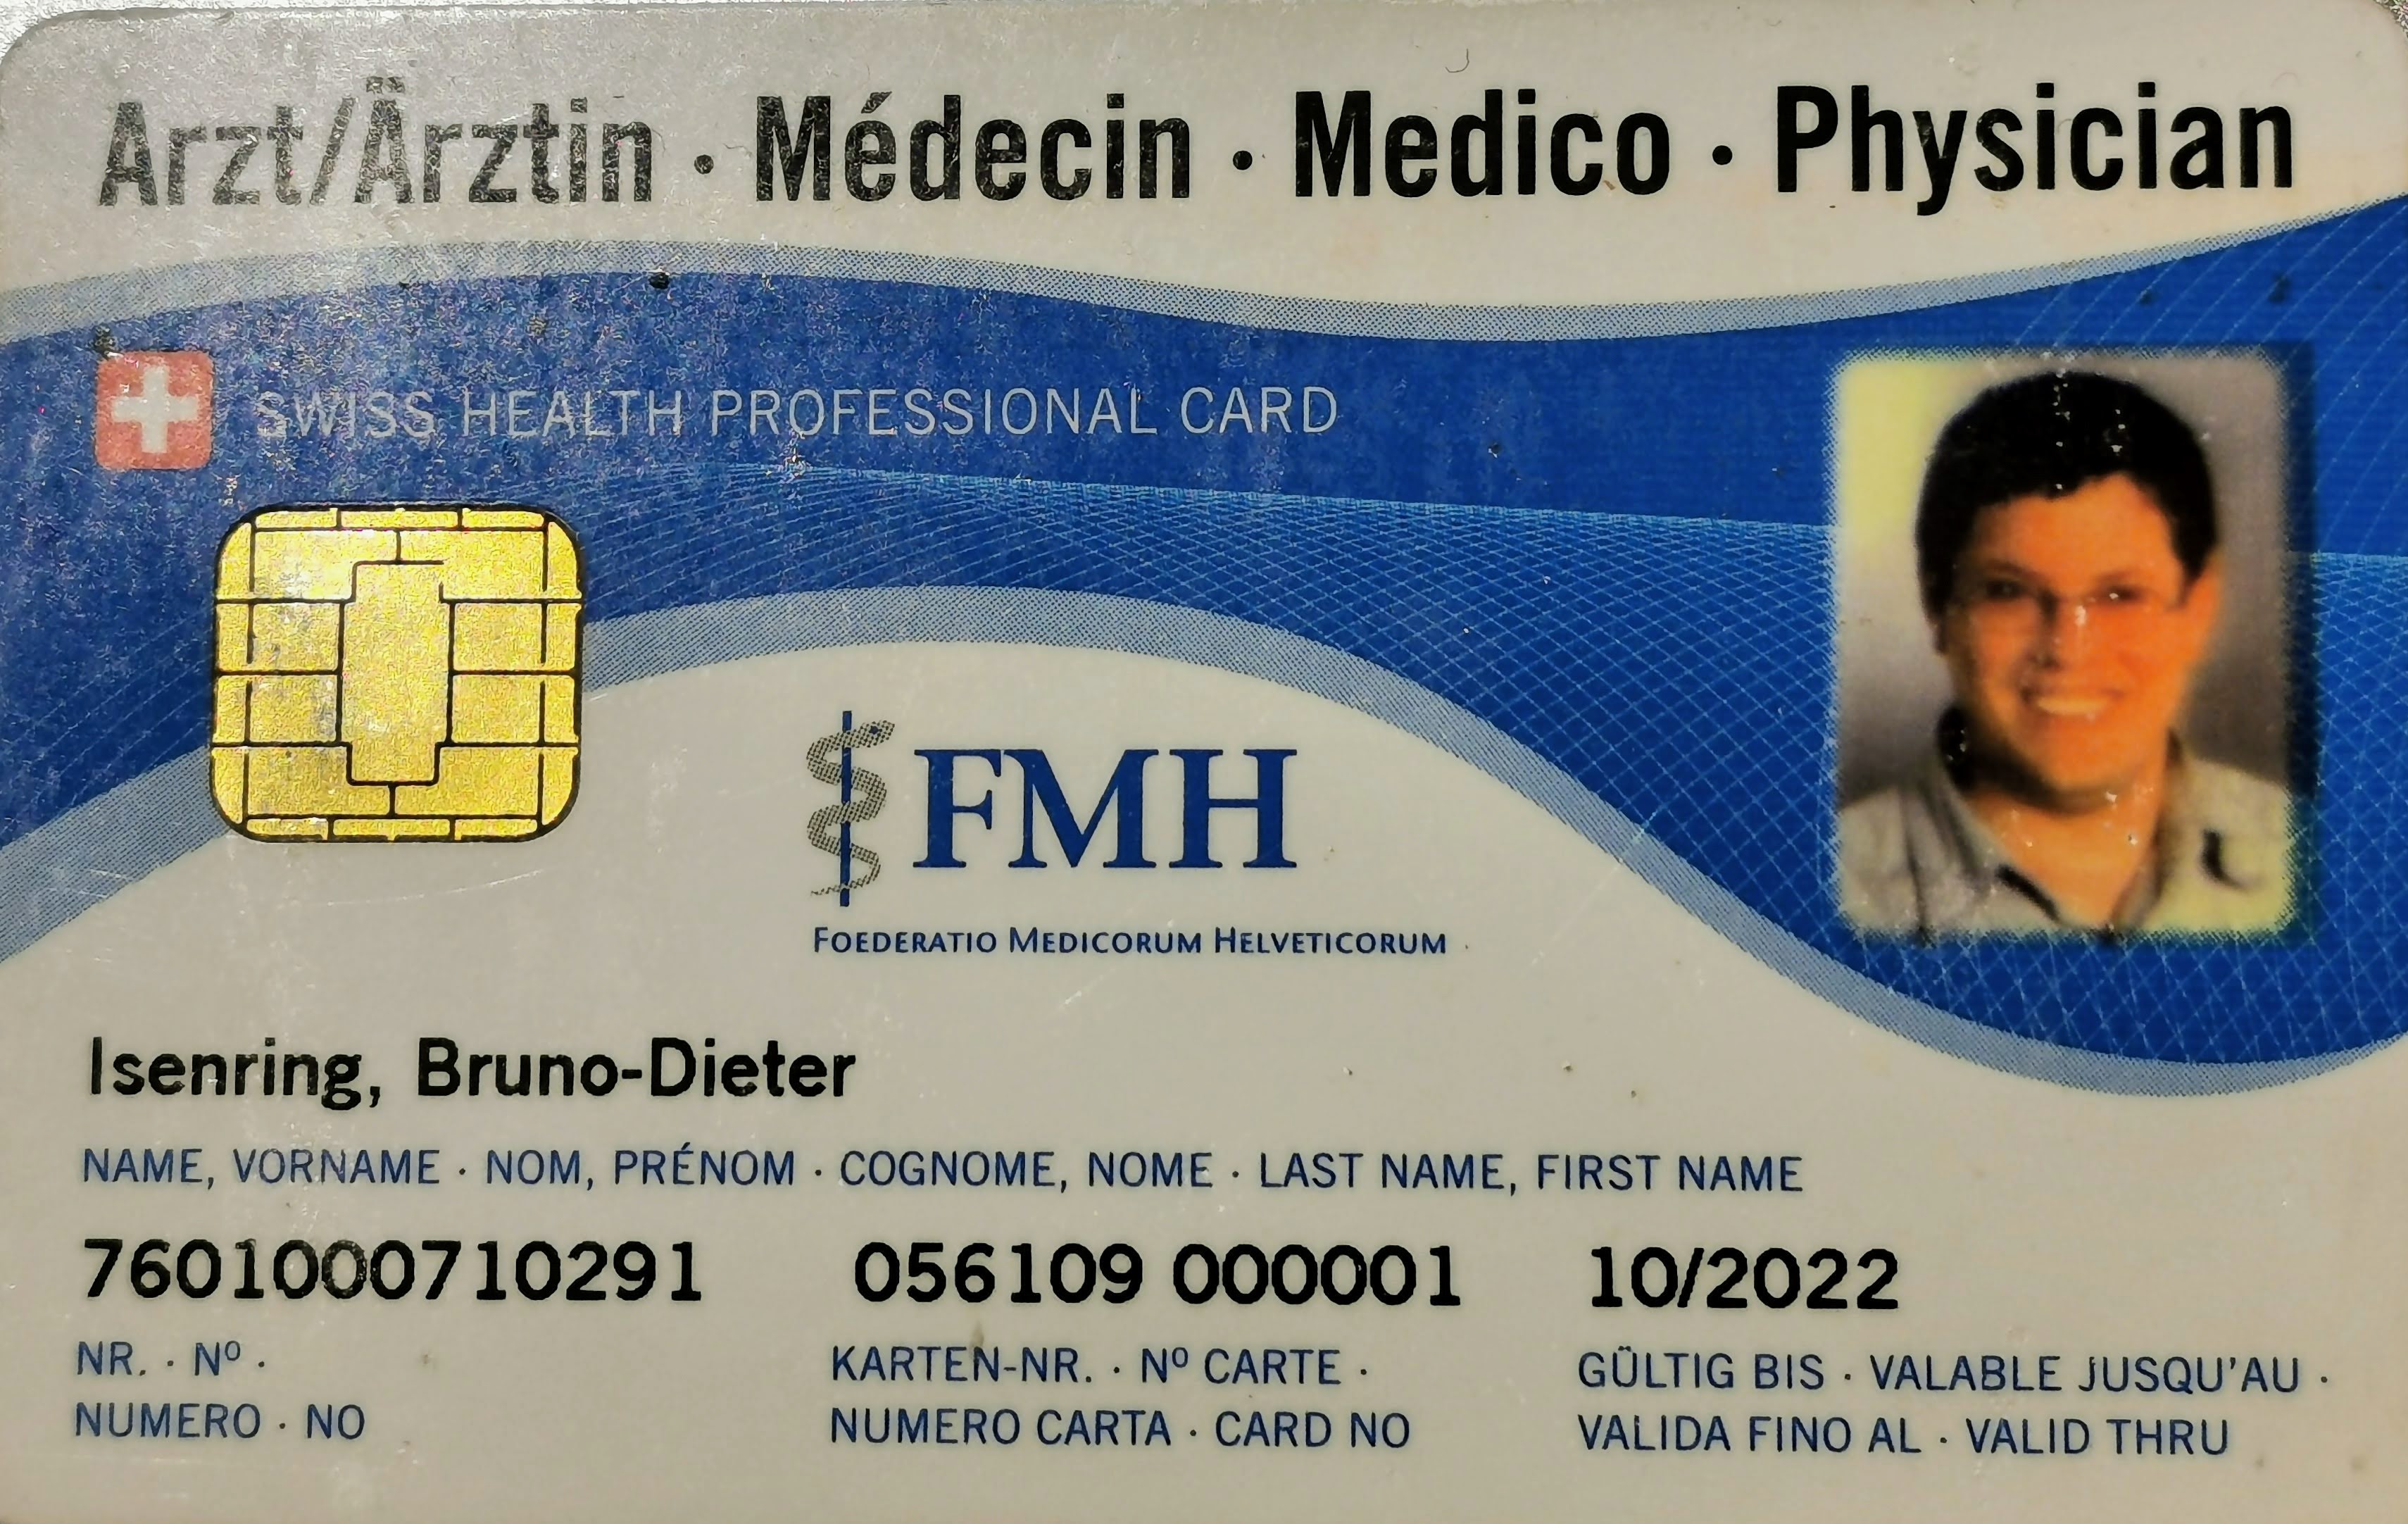 Arzt/Ärztin · Médecin · Medico · Physician
SWISS HEALTH PROFESSIONAL CARD
FMH
FOEDERATIO MEDICORUM HELVETICORUM
Isenring, Bruno-Dieter
NAME, VORNAME · NOM, PRÉNOM · COGNOME, NOME · LAST NAME, FIRST NAME
7601000710291 056109 000001 10/2022
NR. · Nº · KARTEN-NR. · Nº CARTE · GÜLTIG BIS · VALABLE JUSQU'AU ·
NUMERO · NO NUMERO CARTA · CARD NO VALIDA FINO AL · VALID THRU